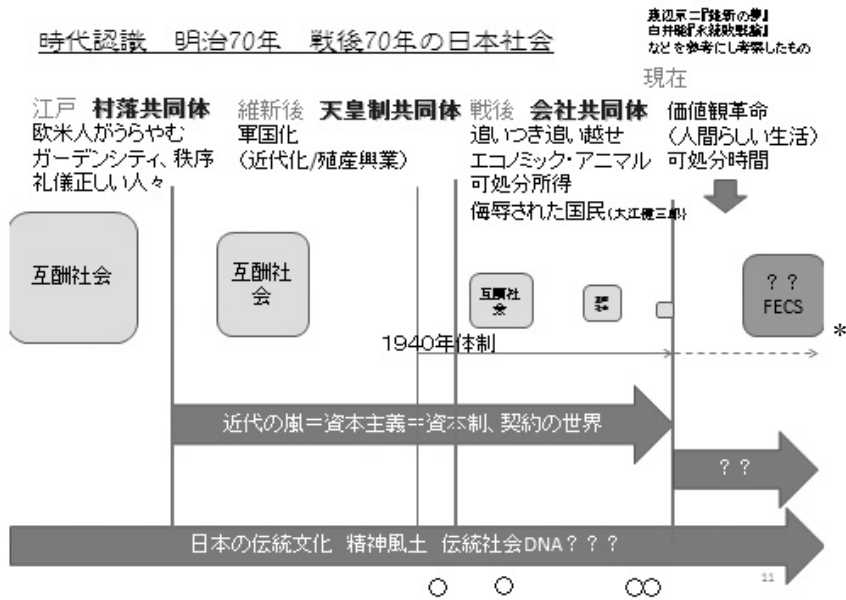 時代認識　明治70年　戦後70年の日本社会
渡辺京二『維新の夢』
白井聡『永続敗戦論』
などを参考にし考察したもの
現在
江戸　村落共同体
欧米人がうらやむ
ガーデンシティ、秩序
礼儀正しい人々
維新後　天皇制共同体
軍国化
（近代化/殖産興業）
戦後　会社共同体
追いつき追い越せ
エコノミック・アニマル
可処分所得
侮辱された国民（大江健三郎）
価値観革命
（人間らしい生活）
可処分時間
互酬社会
互酬社
会
互酬社
会
？？
FECS
*
1940年体制
近代の嵐＝資本主義＝資本制、契約の世界
？？
日本の伝統文化　精神風土　伝統社会DNA？？？
11